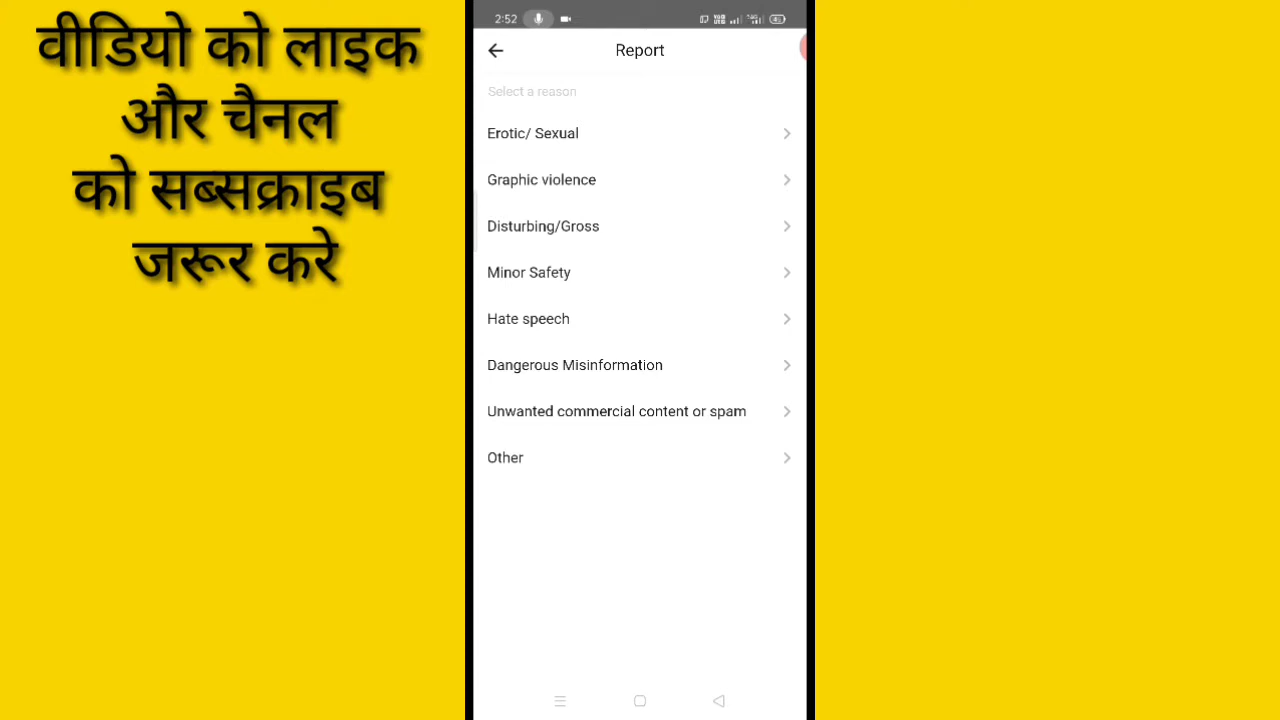 वीडियो को लाइक
और चैनल
को सब्सक्राइब
जरूर करे
2:52
Report
Select a reason
Erotic/ Sexual
Graphic violence
Disturbing/Gross
Minor Safety
Hate speech
Dangerous Misinformation
Unwanted commercial content or spam
Other